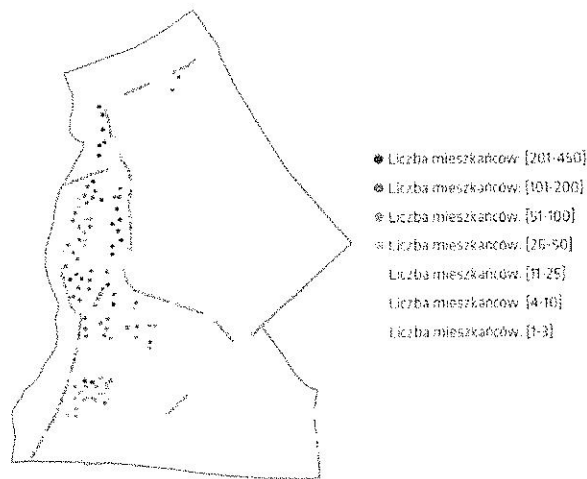 Liczba mieszkańców: [201-450]
Liczba mieszkańców: [101-200]
Liczba mieszkańców: [51-100]
Liczba mieszkańców: [26-50]
Liczba mieszkańców: [11-25]
Liczba mieszkańców: [4-10]
Liczba mieszkańców: [1-3]